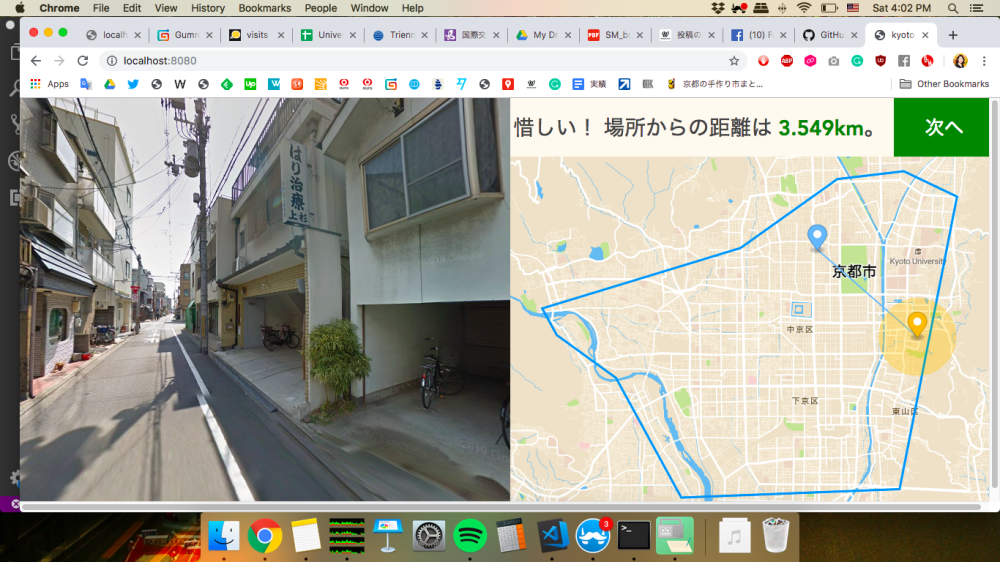 Chrome File Edit View History Bookmarks People Window Help Sat 4:02 PM
localh Gumr visits Unive Trienn 国際交 My Dr SM_b 投稿の (10) F GitHu kyoto
localhost:8080
Apps 実績 京都の手作り市まと... Other Bookmarks
はり治療
上杉
惜しい！ 場所からの距離は 3.549km。
次へ
Kyoto University
京都市
中京区
下京区
東山区
3